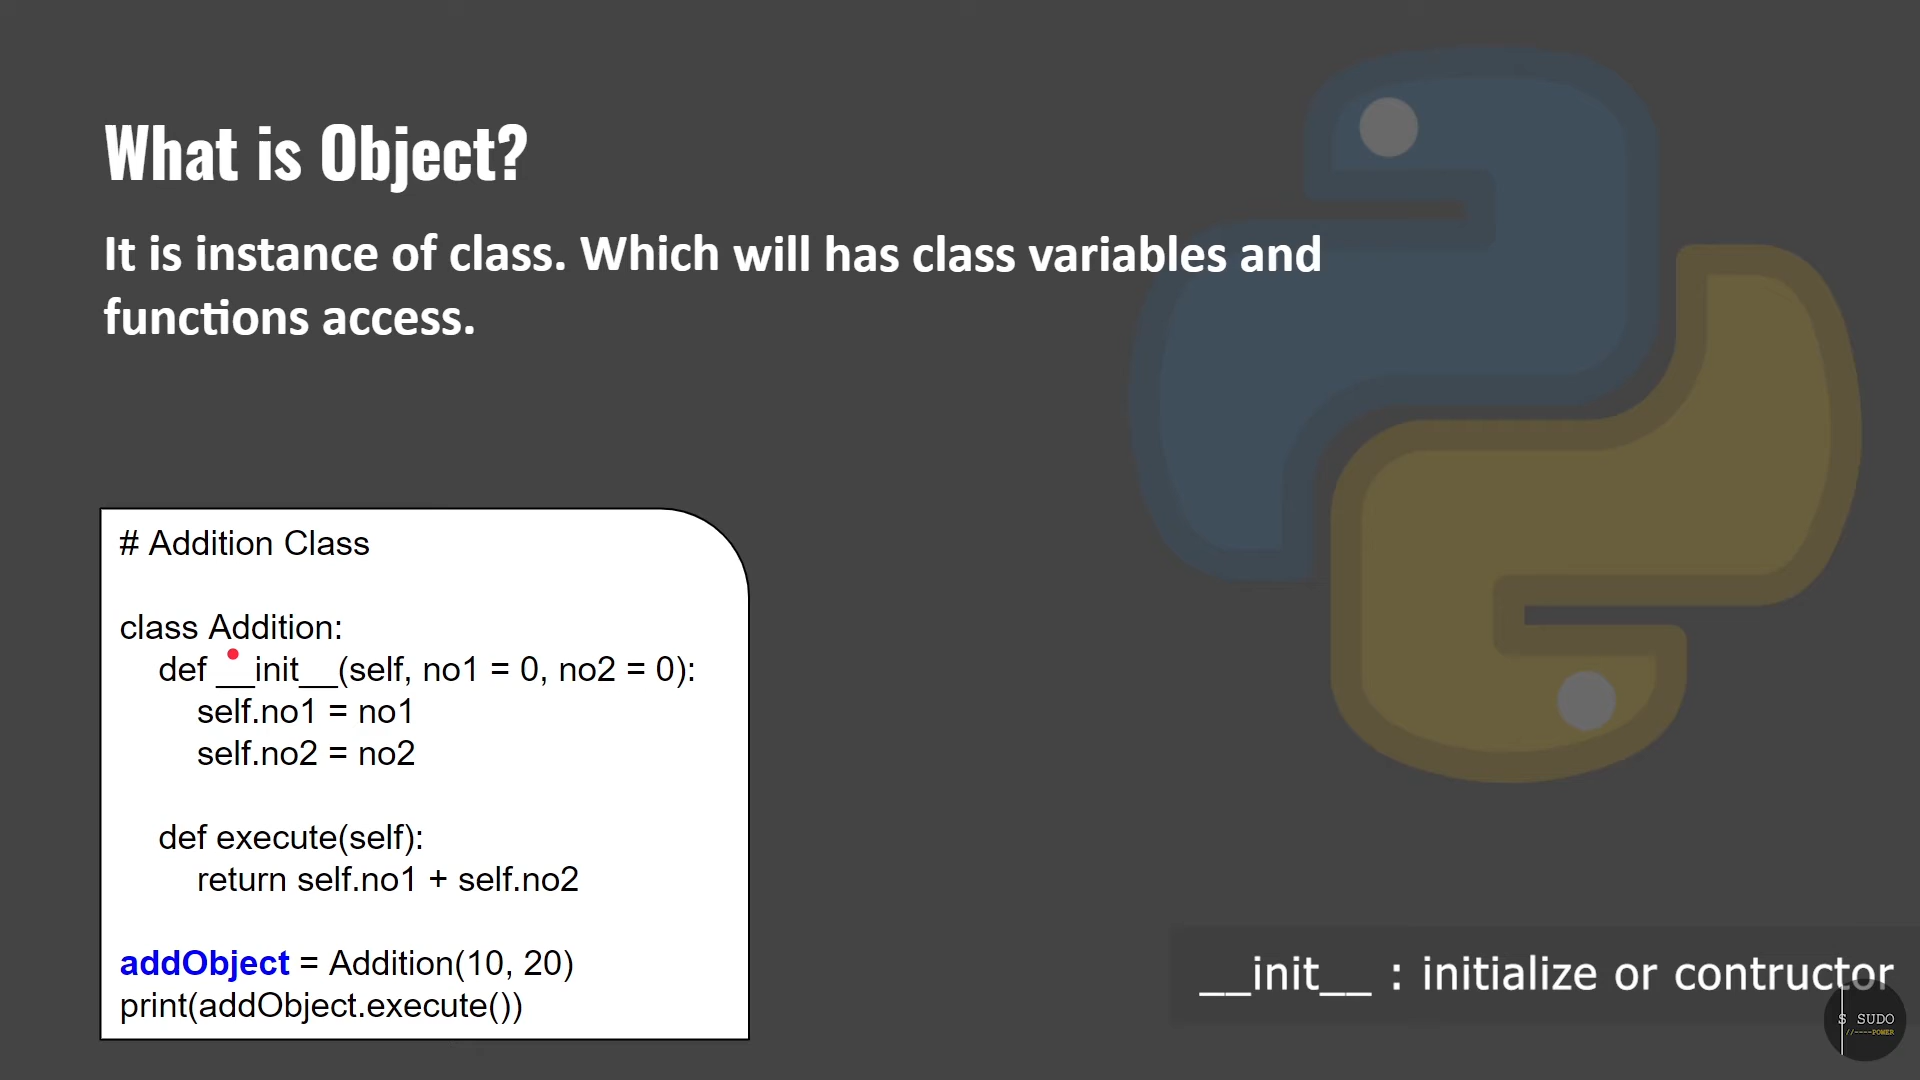 What is Object?
It is instance of class. Which will has class variables and
functions access.
# Addition Class
class Addition:
def __init__(self, no1 = 0, no2 = 0):
self.no1 = no1
self.no2 = no2
def execute(self):
return self.no1 + self.no2
addObject = Addition(10, 20)
print(addObject.execute())
__init__ : initialize or contructor
$ SUDO
//----POWER